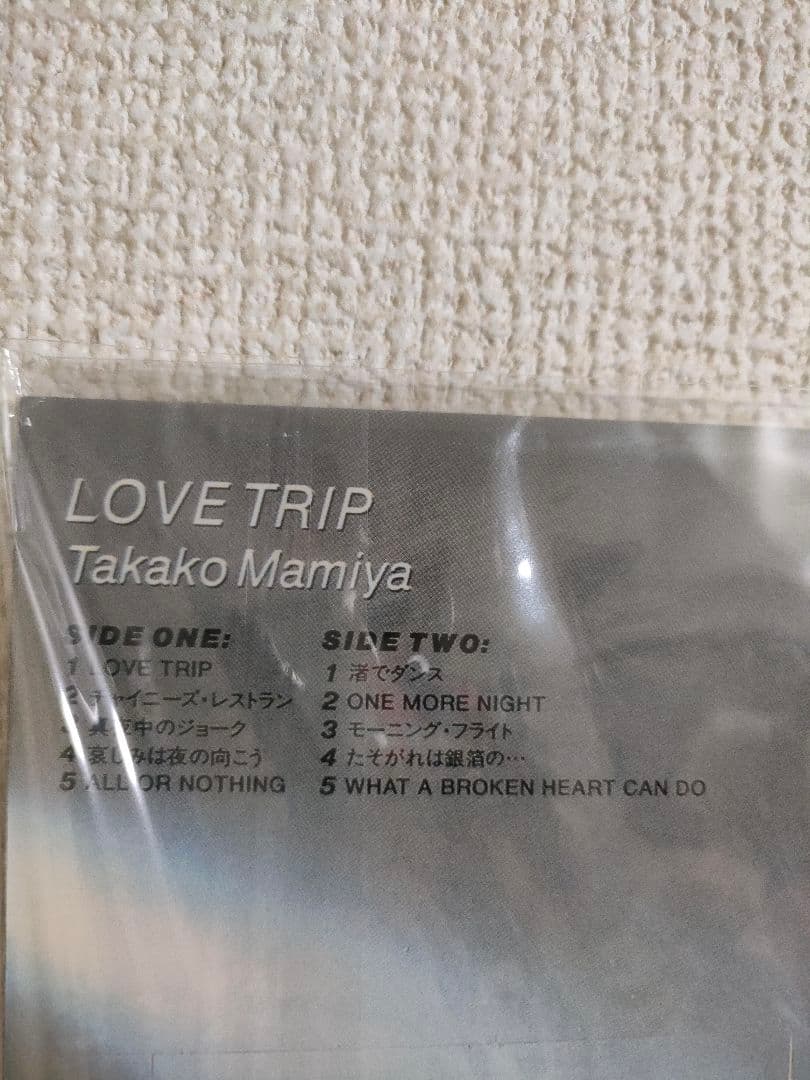 LOVE TRIP
Takako Mamiya
SIDE ONE:
1 LOVE TRIP
2 チャイニーズ・レストラン
3 真夜中のジョーク
4 哀しみは夜の向こう
5 ALL OR NOTHING
SIDE TWO:
1 渚でダンス
2 ONE MORE NIGHT
3 モーニング・フライト
4 たそがれは銀箔の…
5 WHAT A BROKEN HEART CAN DO